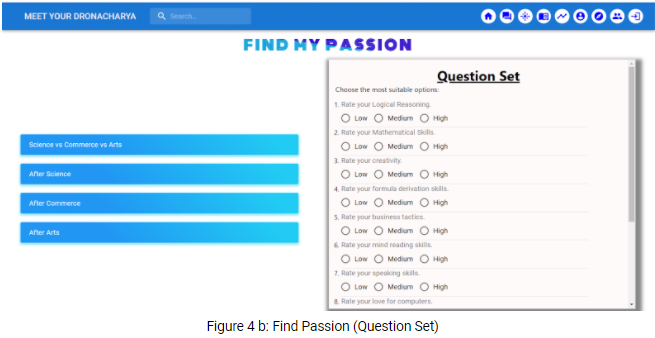 MEET YOUR DRONACHARYA
Search..
FIND MY PASSION
Science vs Commerce vs Arts
After Science
After Commerce
After Arts
Question Set
Choose the most suitable options:
1. Rate your Logical Reasoning.
Low Medium High
2. Rate your Mathematical Skills.
Low Medium High
3. Rate your creativity.
Low Medium High
4. Rate your formula derivation skills.
Low Medium High
5. Rate your business tactics.
Low Medium High
6. Rate your mind reading skills.
Low Medium High
7. Rate your speaking skills.
Low Medium High
8. Rate your love for computers.
Figure 4 b: Find Passion (Question Set)